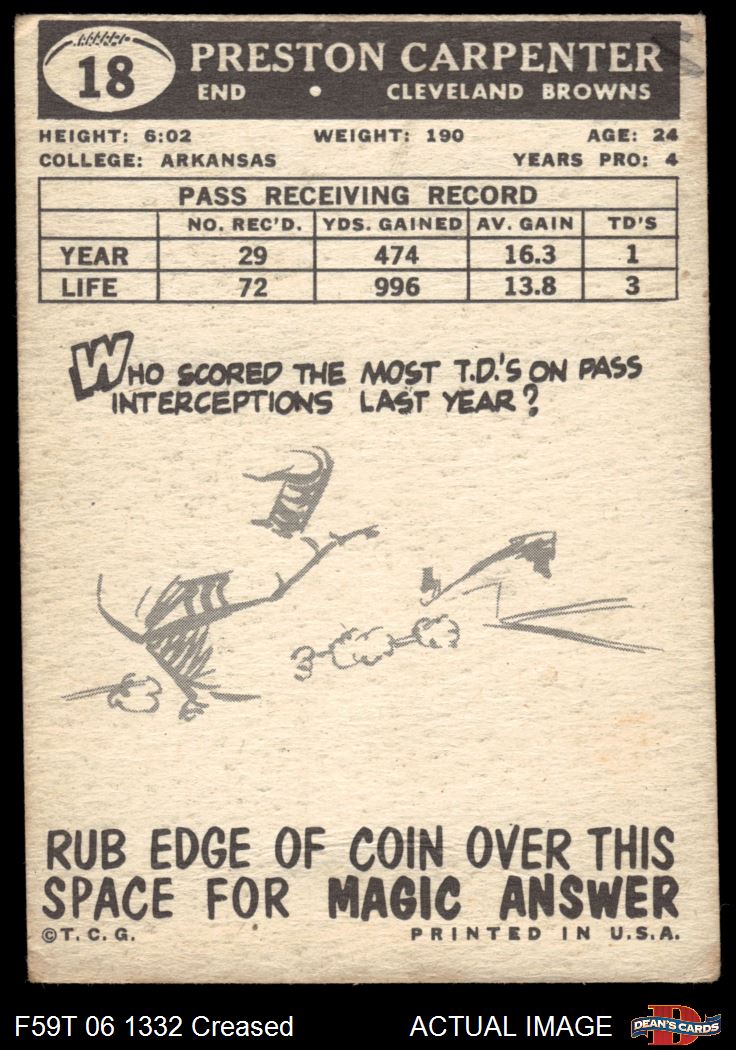 18
PRESTON CARPENTER
END • CLEVELAND BROWNS
HEIGHT: 6:02 WEIGHT: 190 AGE: 24
COLLEGE: ARKANSAS YEARS PRO: 4
PASS RECEIVING RECORD
NO. REC'D. YDS. GAINED AV. GAIN TD'S
YEAR 29 474 16.3 1
LIFE 72 996 13.8 3
WHO SCORED THE MOST T.D.'S ON PASS
INTERCEPTIONS LAST YEAR?
RUB EDGE OF COIN OVER THIS
SPACE FOR MAGIC ANSWER
©T.C.G. PRINTED IN U.S.A.
F59T 06 1332 Creased ACTUAL IMAGE D DEAN'S CARDS